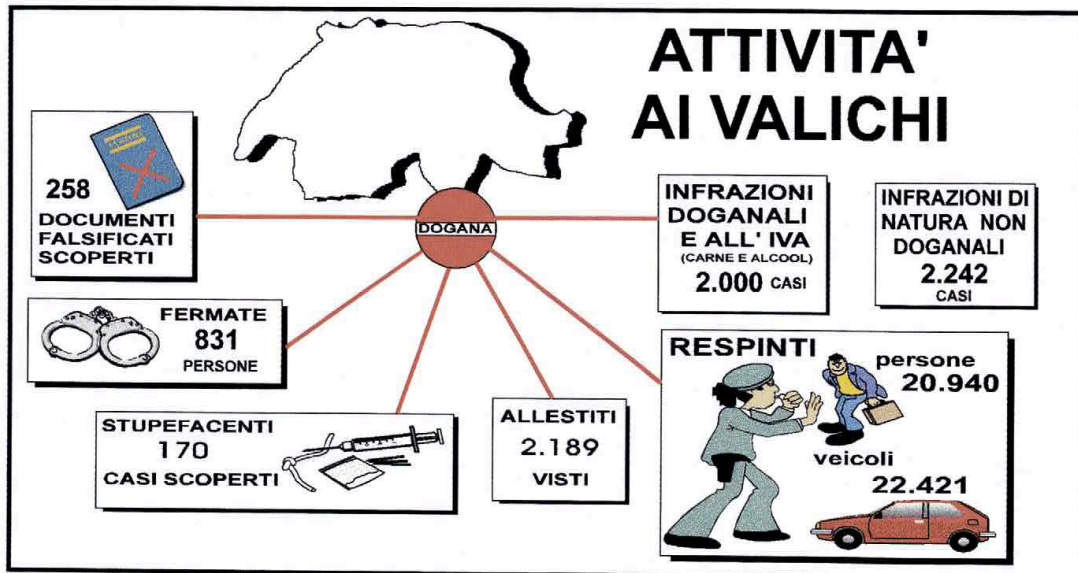 ATTIVITA'
AI VALICHI
258
DOCUMENTI
FALSIFICATI
SCOPERTI
DOGANA
INFRAZIONI
DOGANALI
E ALL' IVA
(CARNE E ALCOOL)
2.000 CASI
INFRAZIONI DI
NATURA NON
DOGANALI
2.242
CASI
FERMATE
831
PERSONE
STUPEFACENTI
170
CASI SCOPERTI
ALLESTITI
2.189
VISTI
RESPINTI
persone
20.940
veicoli
22.421